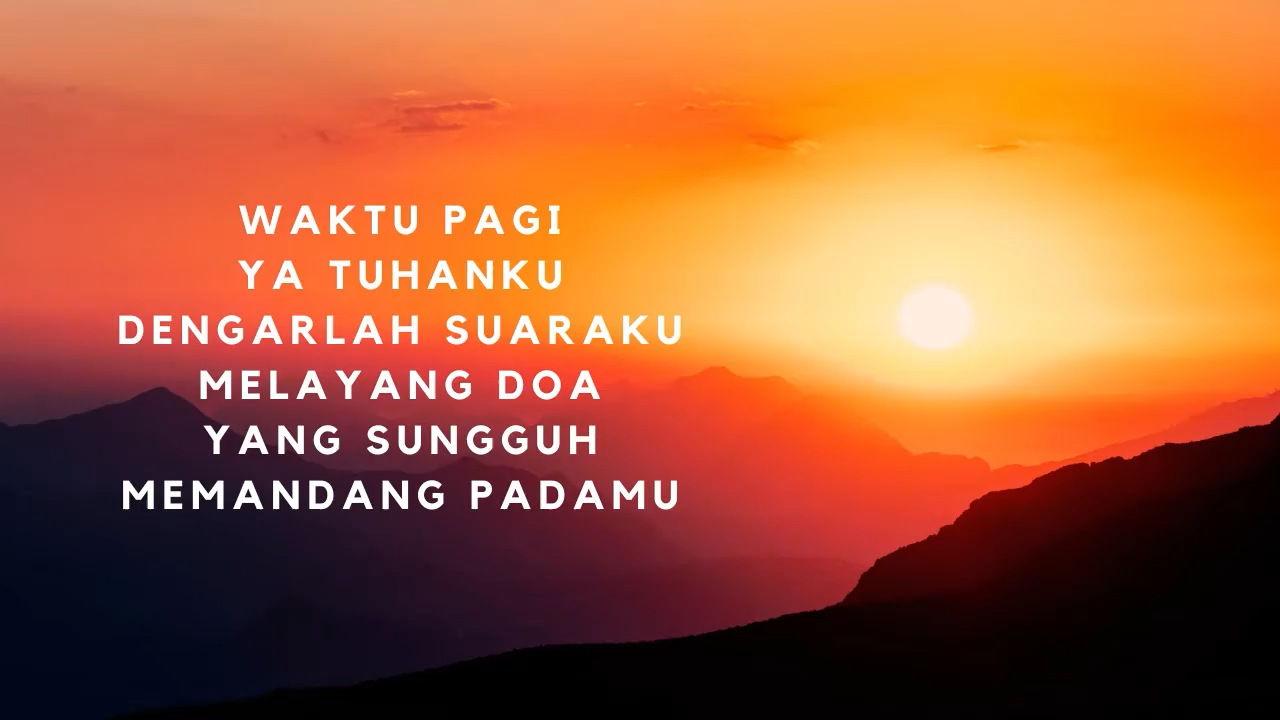 WAKTU PAGI
YA TUHANKU
DENGARLAH SUARAKU
MELAYANG DOA
YANG SUNGGUH
MEMANDANG PADAMU